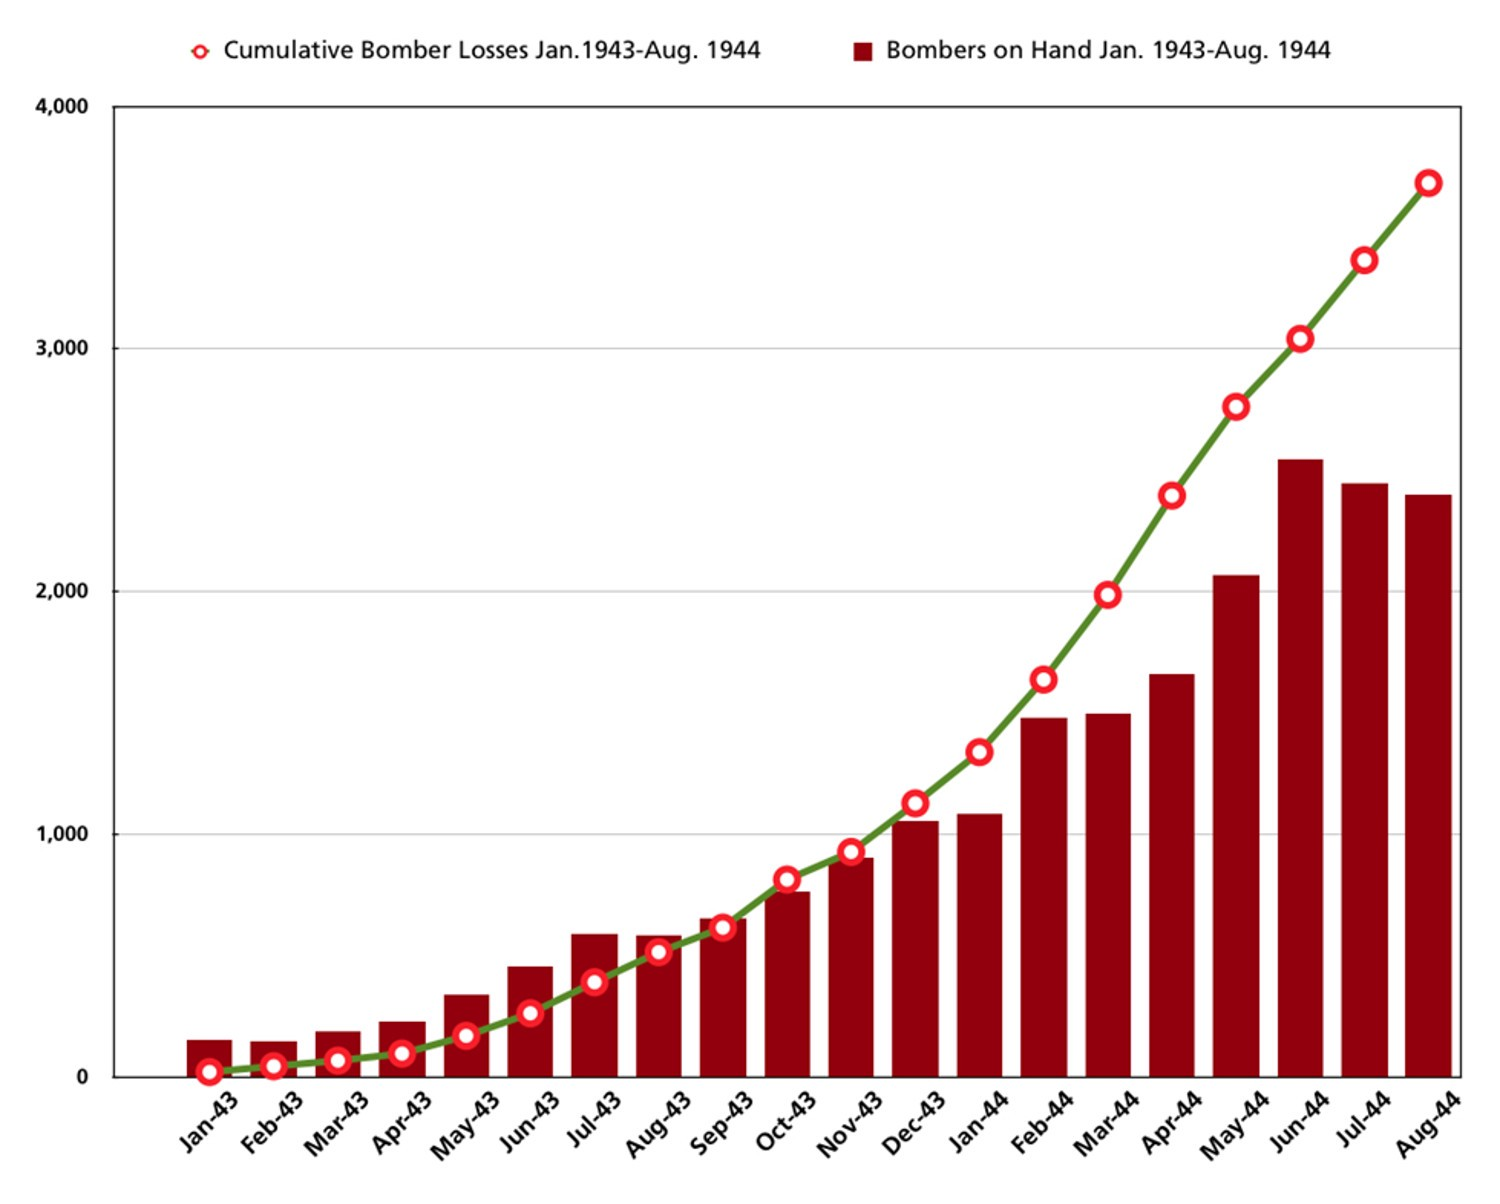 Cumulative Bomber Losses Jan.1943-Aug. 1944
Bombers on Hand Jan. 1943-Aug. 1944
4,000
3,000
2,000
1,000
0
Jan-43
Feb-43
Mar-43
Apr-43
May-43
Jun-43
Jul-43
Aug-43
Sep-43
Oct-43
Nov-43
Dec-43
Jan-44
Feb-44
Mar-44
Apr-44
May-44
Jun-44
Jul-44
Aug-44